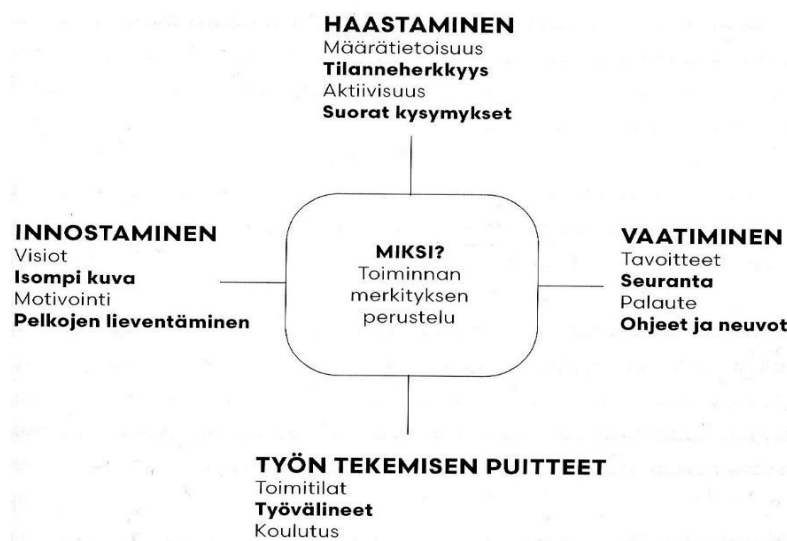 HAASTAMINEN
Määrätietoisuus
Tilanneherkkyys
Aktiivisuus
Suorat kysymykset
INNOSTAMINEN
Visiot
Isompi kuva
Motivointi
Pelkojen lieventäminen
MIKSI?
Toiminnan
merkityksen
perustelu
VAATIMINEN
Tavoitteet
Seuranta
Palaute
Ohjeet ja neuvot
TYÖN TEKEMISEN PUITTEET
Toimitilat
Työvälineet
Koulutus